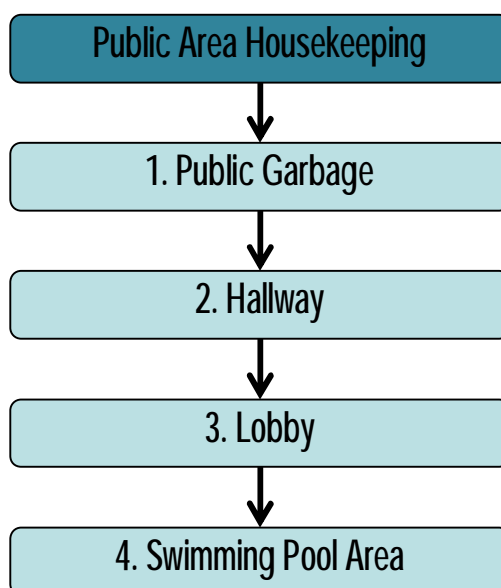 Public Area Housekeeping
1. Public Garbage
2. Hallway
3. Lobby
4. Swimming Pool Area